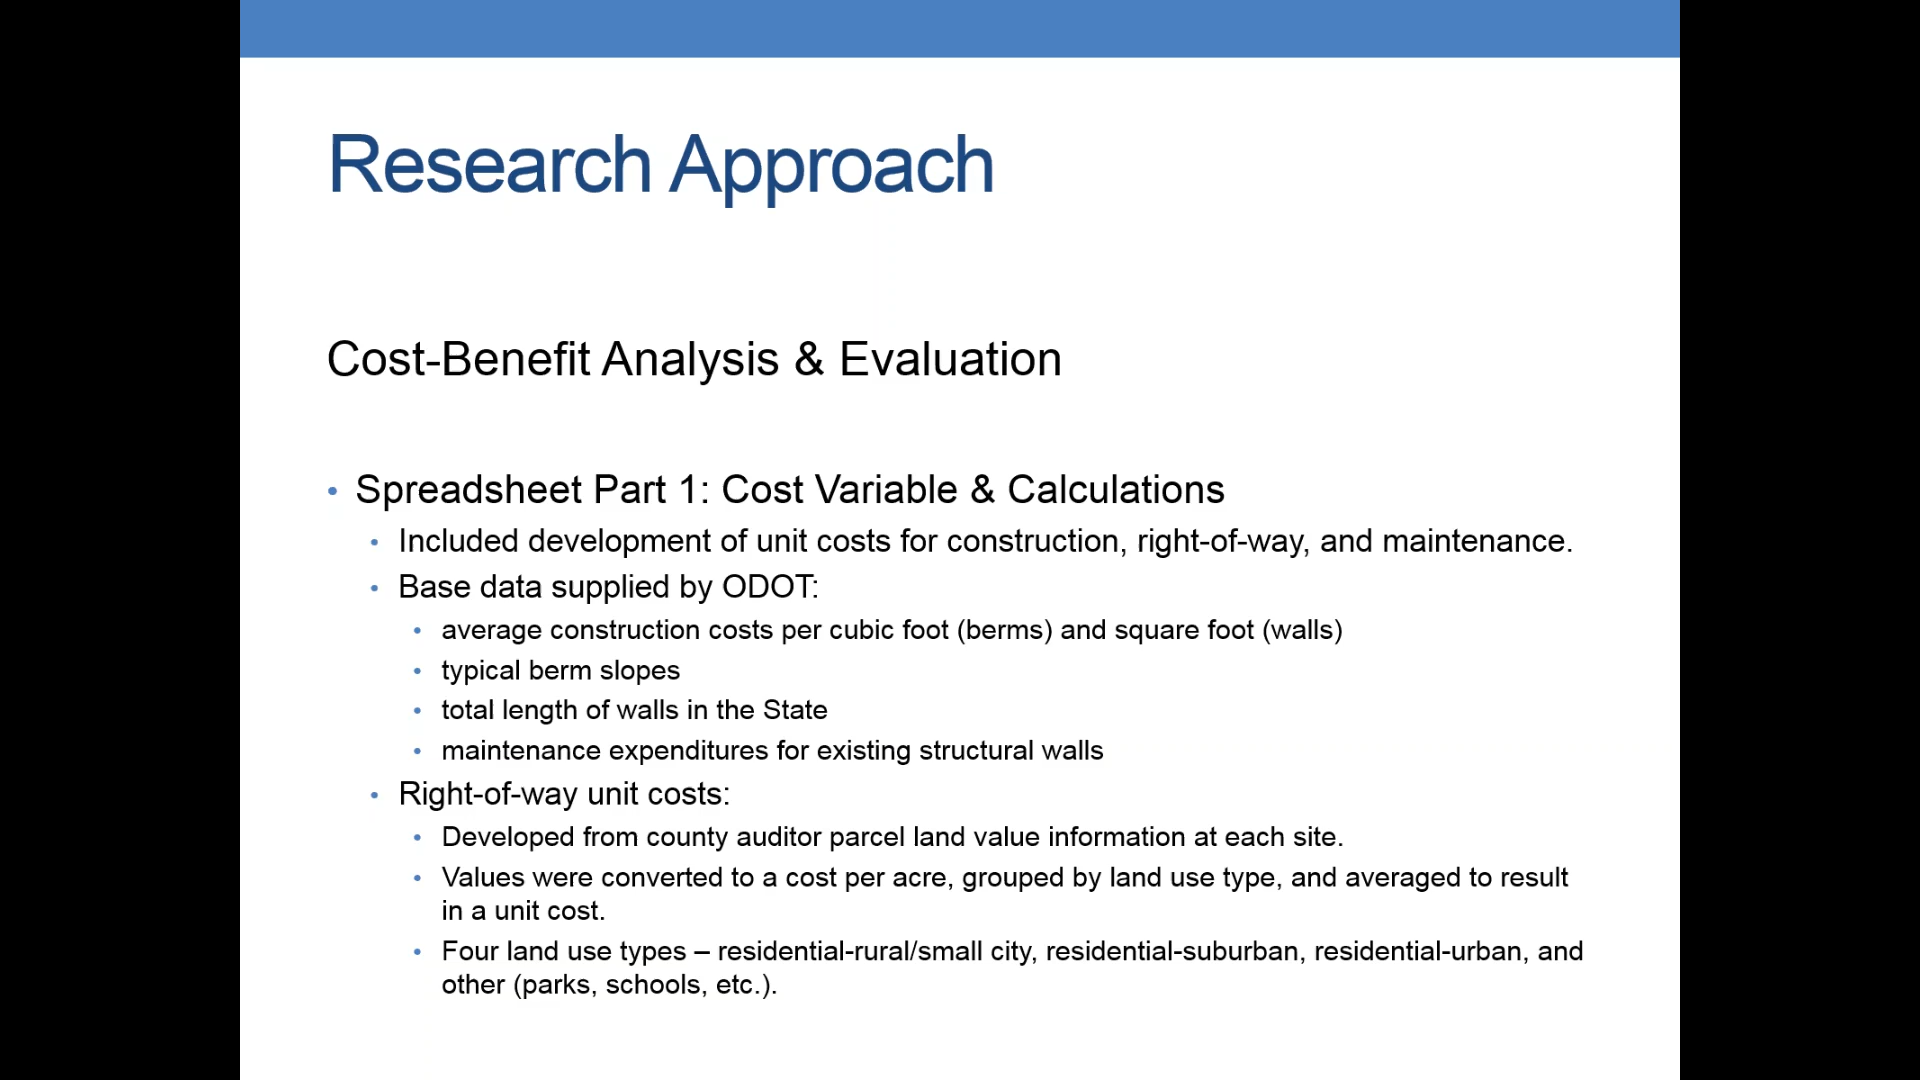 Research Approach
Cost-Benefit Analysis & Evaluation
• Spreadsheet Part 1: Cost Variable & Calculations
• Included development of unit costs for construction, right-of-way, and maintenance.
• Base data supplied by ODOT:
• average construction costs per cubic foot (berms) and square foot (walls)
• typical berm slopes
• total length of walls in the State
• maintenance expenditures for existing structural walls
• Right-of-way unit costs:
• Developed from county auditor parcel land value information at each site.
• Values were converted to a cost per acre, grouped by land use type, and averaged to result
in a unit cost.
• Four land use types – residential-rural/small city, residential-suburban, residential-urban, and
other (parks, schools, etc.).